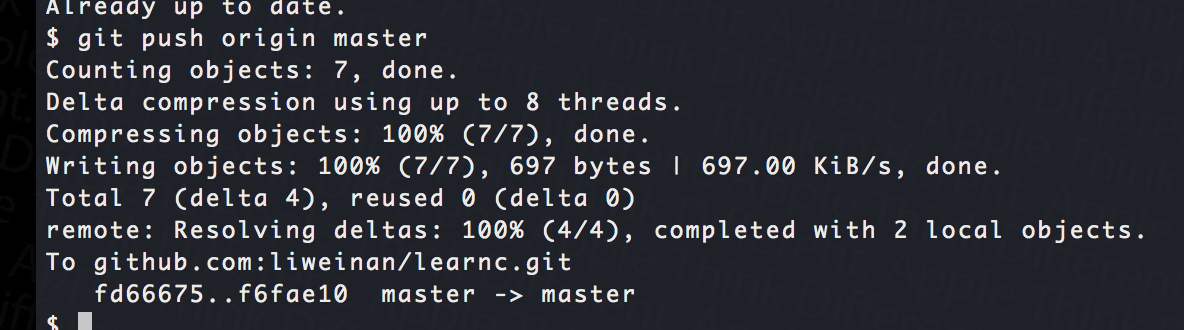 Already up to date.
$ git push origin master
Counting objects: 7, done.
Delta compression using up to 8 threads.
Compressing objects: 100% (7/7), done.
Writing objects: 100% (7/7), 697 bytes | 697.00 KiB/s, done.
Total 7 (delta 4), reused 0 (delta 0)
remote: Resolving deltas: 100% (4/4), completed with 2 local objects.
To github.com:liweinan/learnc.git
   fd66675..f6fae10  master -> master
$